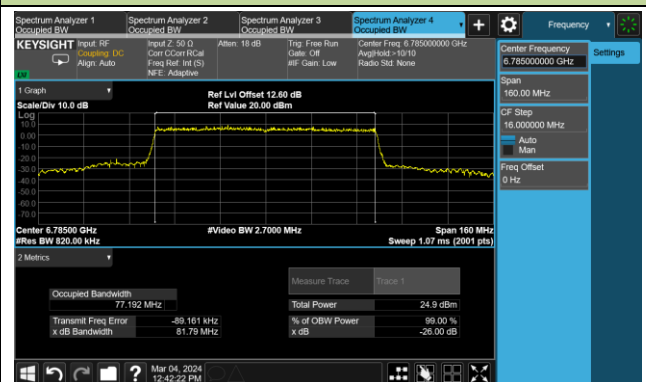 Spectrum Analyzer 1
Occupied BW
Spectrum Analyzer 2
Occupied BW
Spectrum Analyzer 3
Occupied BW
Spectrum Analyzer 4
Occupied BW
Frequency
KEYSIGHT
Input: RF
Coupling: DC
Align: Auto
Input Z: 50 Ω
Corr CCorr RCal
Freq Ref: Int (S)
NFE: Adaptive
Atten: 18 dB
Trig: Free Run
Gate: Off
#IF Gain: Low
Center Freq: 6.785000000 GHz
Avg|Hold:>10/10
Radio Std: None
Center Frequency
6.785000000 GHz
Settings
Span
160.00 MHz
CF Step
16.000000 MHz
Auto
Man
Freq Offset
0 Hz
1 Graph
Scale/Div 10.0 dB
Ref Lvl Offset 12.60 dB
Ref Value 20.00 dBm
Log
10.0
0.00
-10.0
-20.0
-30.0
-40.0
-50.0
-60.0
-70.0
Center 6.78500 GHz
#Res BW 820.00 kHz
#Video BW 2.7000 MHz
Span 160 MHz
Sweep 1.07 ms (2001 pts)
2 Metrics
Measure Trace
Trace 1
Occupied Bandwidth
77.192 MHz
Total Power
24.9 dBm
Transmit Freq Error
-89.161 kHz
% of OBW Power
99.00 %
x dB Bandwidth
81.79 MHz
x dB
-26.00 dB
?
Mar 04, 2024
12:42:22 PM